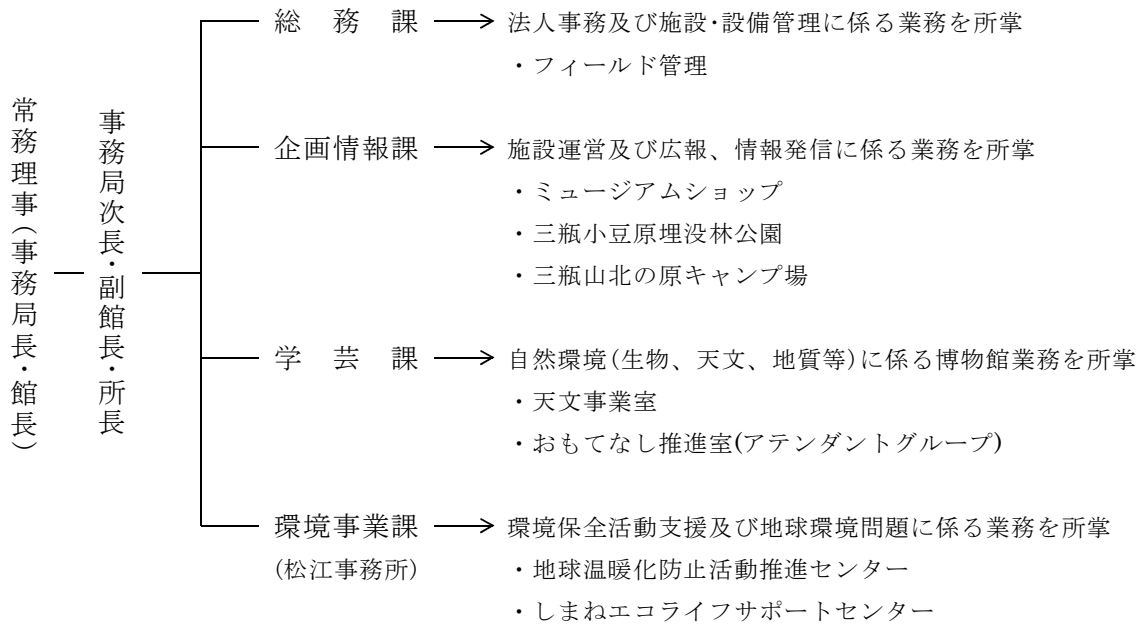 常務理事（事務局長・館長）
事務局次長・副館長・所長
総務課
法人事務及び施設・設備管理に係る業務を所掌
・フィールド管理
企画情報課
施設運営及び広報、情報発信に係る業務を所掌
・ミュージアムショップ
・三瓶小豆原埋没林公園
・三瓶山北の原キャンプ場
学芸課
自然環境(生物、天文、地質等)に係る博物館業務を所掌
・天文事業室
・おもてなし推進室(アテンダントグループ)
環境事業課
(松江事務所)
環境保全活動支援及び地球環境問題に係る業務を所掌
・地球温暖化防止活動推進センター
・しまねエコライフサポートセンター